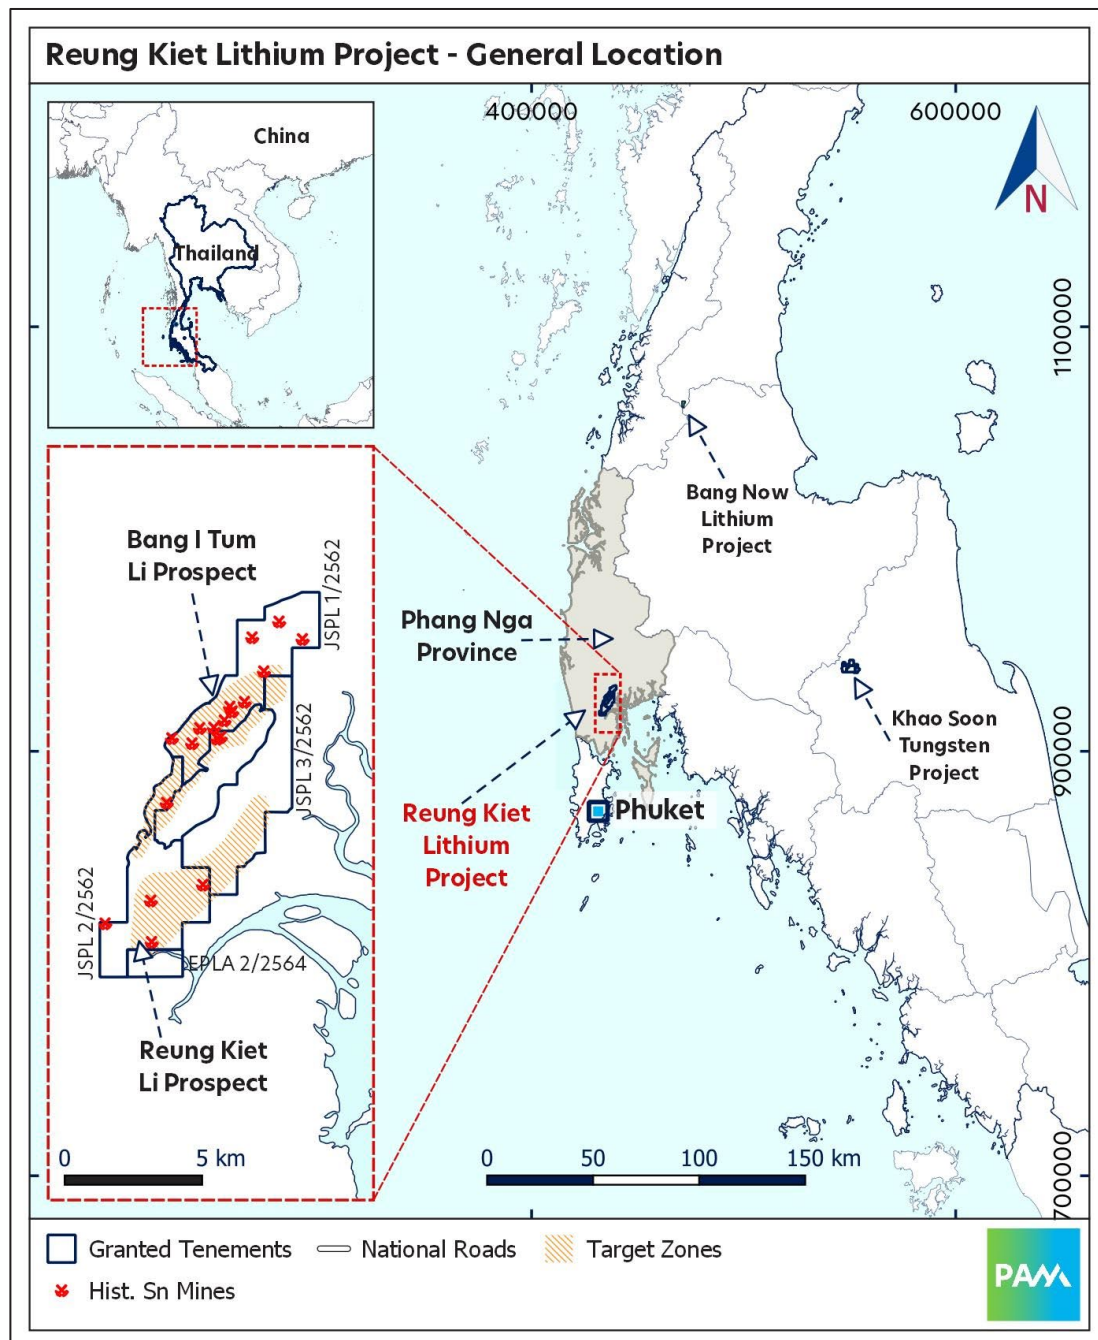 Reung Kiet Lithium Project - General Location
400000
600000
China
Thailand
N
1100000
Bang Now
Lithium
Project
Bang I Tum
Li Prospect
JSPL 1/2562
Phang Nga
Province
JSPL 3/2562
Khao Soon
Tungsten
Project
900000
Reung Kiet
Lithium
Project
Phuket
JSPL 2/2562
EPLA 2/2564
Reung Kiet
Li Prospect
0 5 km
0 50 100 150 km
700000
Granted Tenements National Roads Target Zones
Hist. Sn Mines
PAM